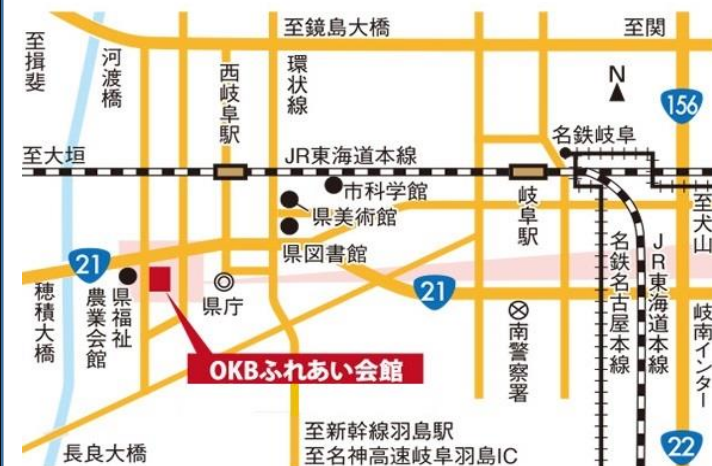 至鏡島大橋
至関
至揖斐
河渡橋
西岐阜駅
環状線
N
156
名鉄岐阜
至大垣
JR東海道本線
市科学館
県美術館
県図書館
岐阜駅
至犬山
21
穂積大橋
農業会館
県福祉
県庁
21
南警察署
名鉄名古屋本線
JR東海道本線
岐南インター
OKBふれあい会館
長良大橋
至新幹線羽島駅
至名神高速岐阜羽島IC
22